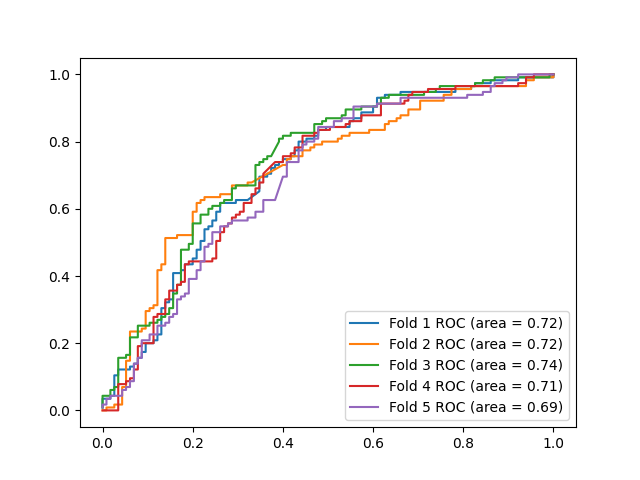 1.0
0.8
0.6
0.4
0.2
0.0
0.0 0.2 0.4 0.6 0.8 1.0
Fold 1 ROC (area = 0.72)
Fold 2 ROC (area = 0.72)
Fold 3 ROC (area = 0.74)
Fold 4 ROC (area = 0.71)
Fold 5 ROC (area = 0.69)